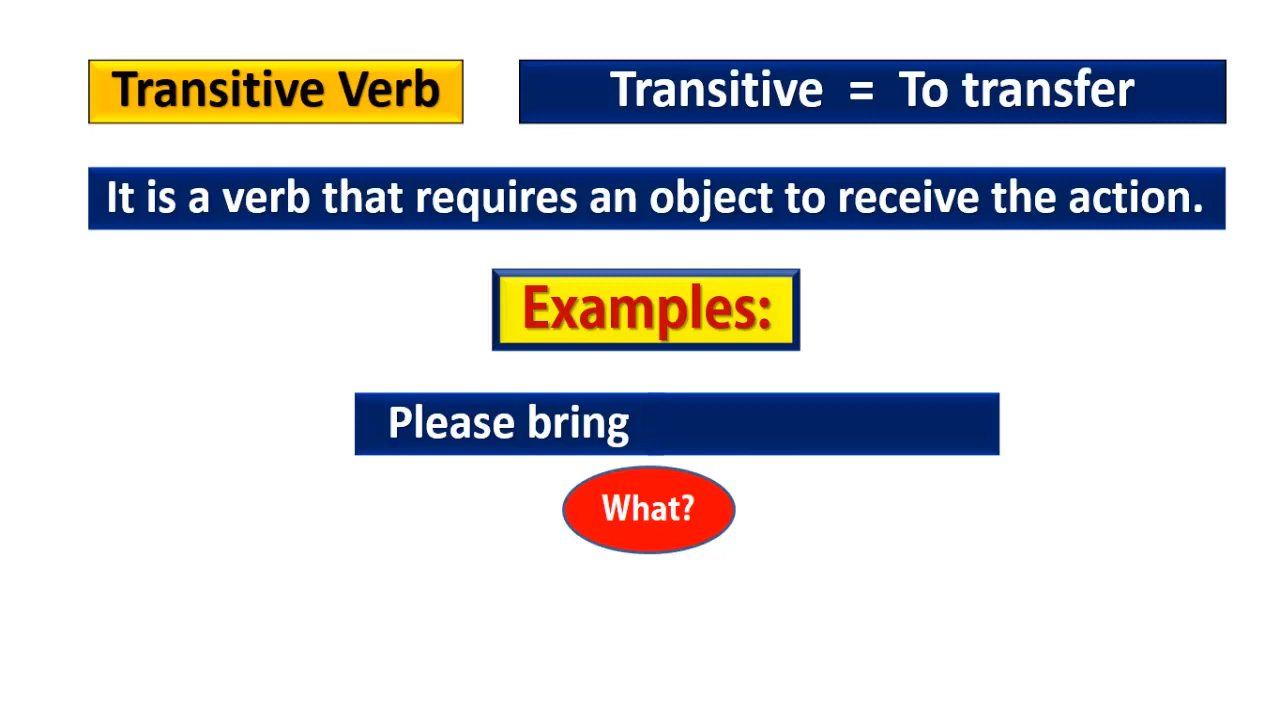 Transitive Verb
Transitive = To transfer
It is a verb that requires an object to receive the action.
Examples:
Please bring
What?